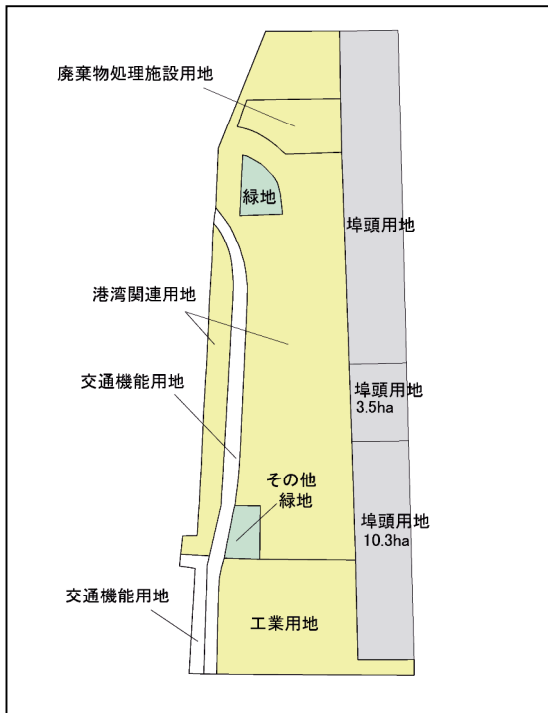 廃棄物処理施設用地
緑地
埠頭用地
港湾関連用地
交通機能用地
埠頭用地
3.5ha
その他
緑地
埠頭用地
10.3ha
交通機能用地
工業用地